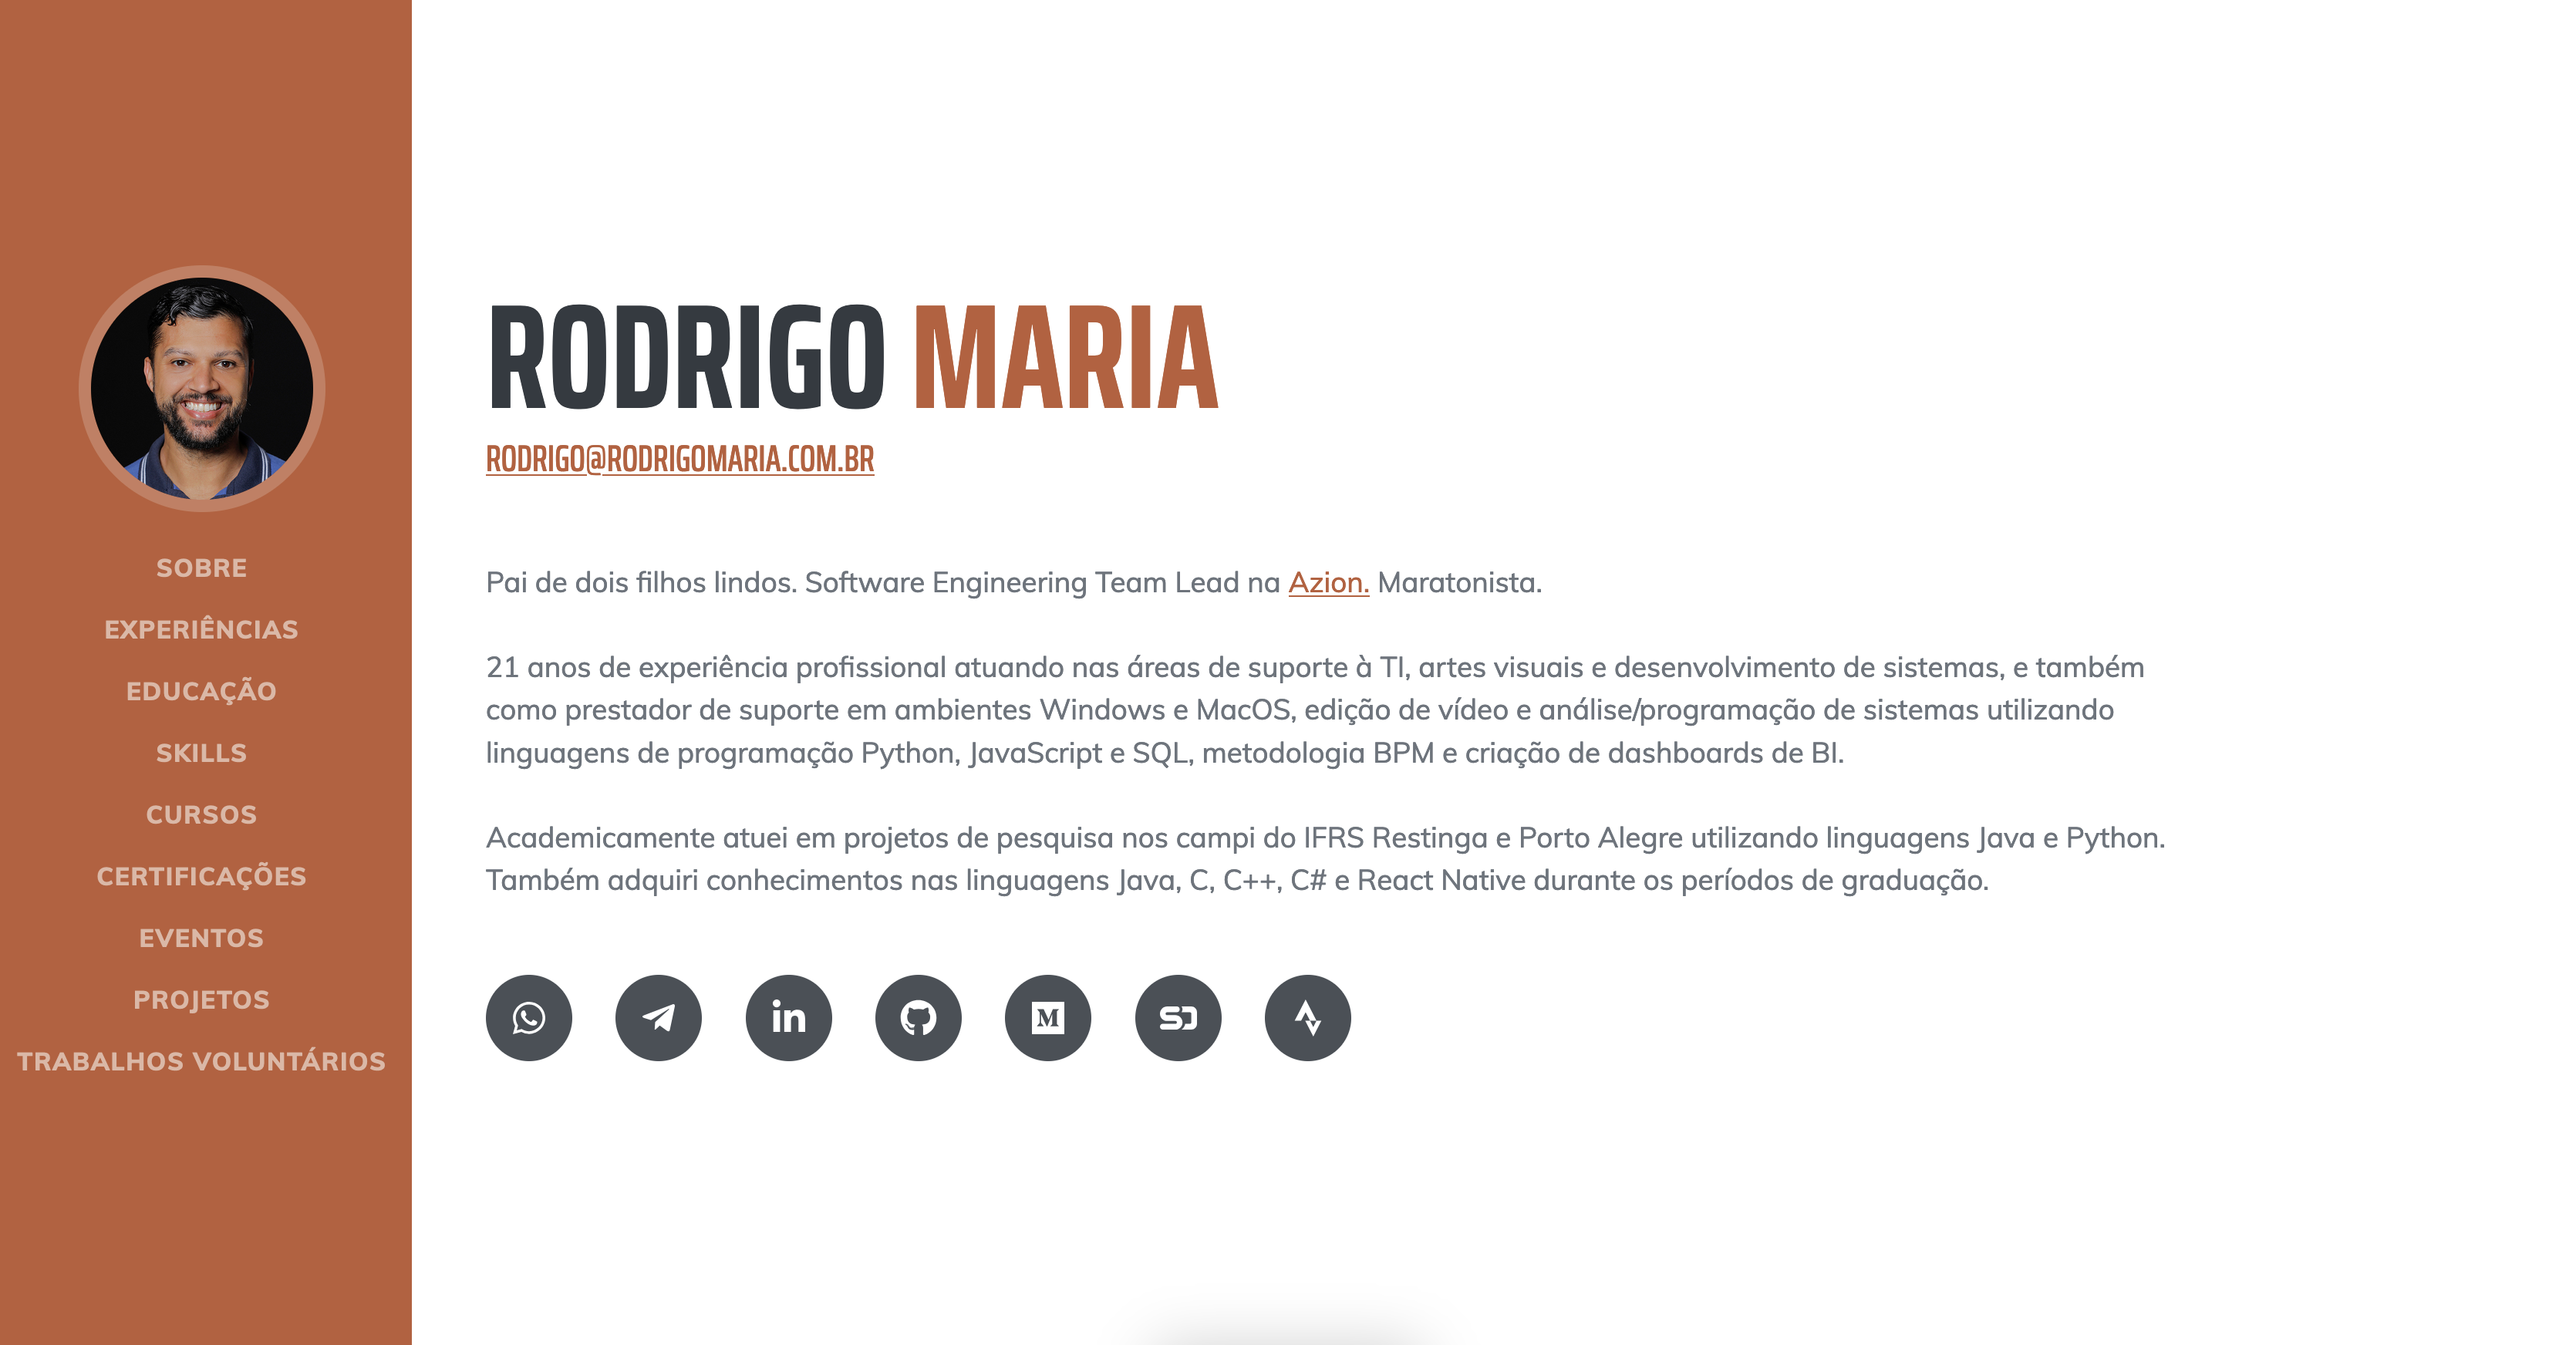 SOBRE
EXPERIÊNCIAS
EDUCAÇÃO
SKILLS
CURSOS
CERTIFICAÇÕES
EVENTOS
PROJETOS
TRABALHOS VOLUNTÁRIOS
RODRIGO MARIA
RODRIGO@RODRIGOMARIA.COM.BR
Pai de dois filhos lindos. Software Engineering Team Lead na Azion. Maratonista.
21 anos de experiência profissional atuando nas áreas de suporte à TI, artes visuais e desenvolvimento de sistemas, e também
como prestador de suporte em ambientes Windows e MacOS, edição de vídeo e análise/programação de sistemas utilizando
linguagens de programação Python, JavaScript e SQL, metodologia BPM e criação de dashboards de BI.
Academicamente atuei em projetos de pesquisa nos campi do IFRS Restinga e Porto Alegre utilizando linguagens Java e Python.
Também adquiri conhecimentos nas linguagens Java, C, C++, C# e React Native durante os períodos de graduação.
in
M